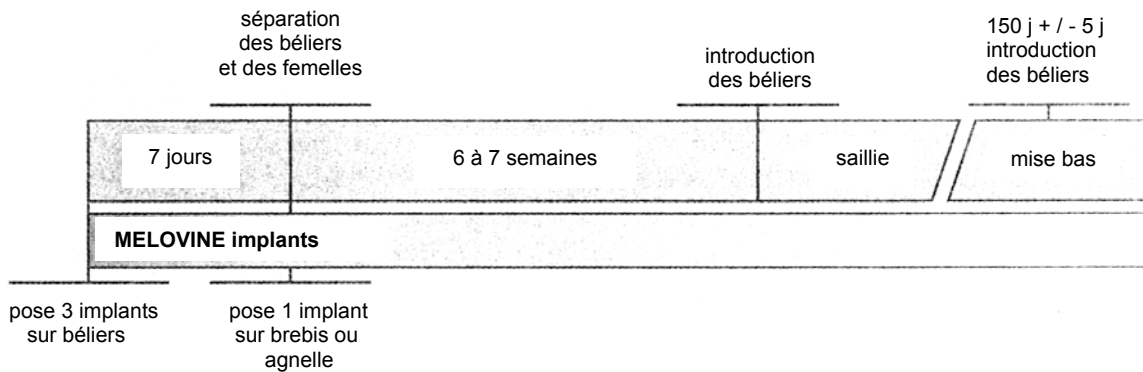 séparation
des béliers
et des femelles
introduction
des béliers
150 j + / - 5 j
introduction
des béliers
7 jours
6 à 7 semaines
saillie
mise bas
MELOVINE implants
pose 3 implants
sur béliers
pose 1 implant
sur brebis ou
agnelle